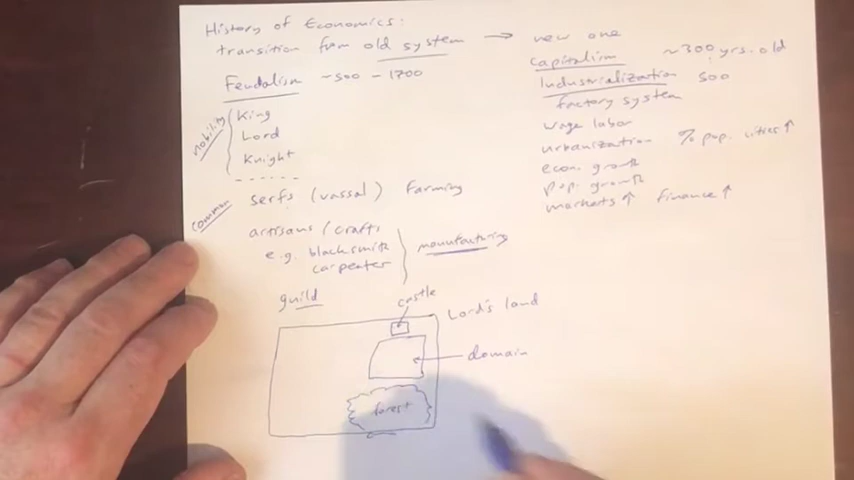 History of Economics:
transition from old system → new one
Feudalism ~500 - 1700
nobility
King
Lord
Knight
common
serfs (vassal) Farming
artisans / crafts
e.g. blacksmith
carpenter
manufacturing
guild
castle
Lord's land
domain
forest
capitalism ~300 yrs. old
Industrialization 500
factory system
wage labor
urbanization % pop. cities ↑
econ. growth
pop. growth
markets ↑ finance ↑